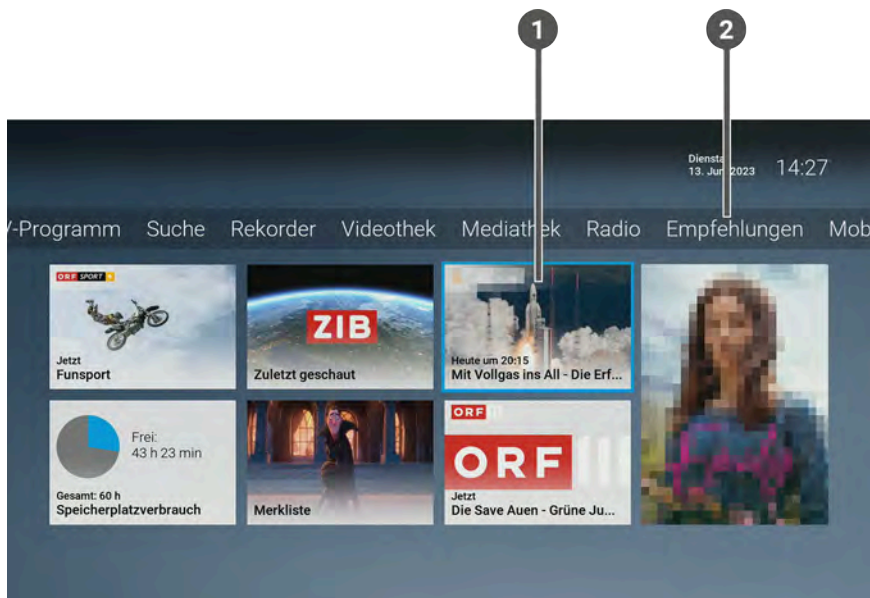 1
2
Dienstag
13. Juni 2023
14:27
V-Programm Suche Rekorder Videothek Mediathek Radio Empfehlungen Mob
ORF SPORT +
Jetzt
Funsport
ZIB
Zuletzt geschaut
Heute um 20:15
Mit Vollgas ins All - Die Erf...
Frei:
43 h 23 min
Gesamt: 60 h
Speicherplatzverbrauch
Merkliste
ORF III
ORF
Jetzt
Die Save Auen - Grüne Ju...